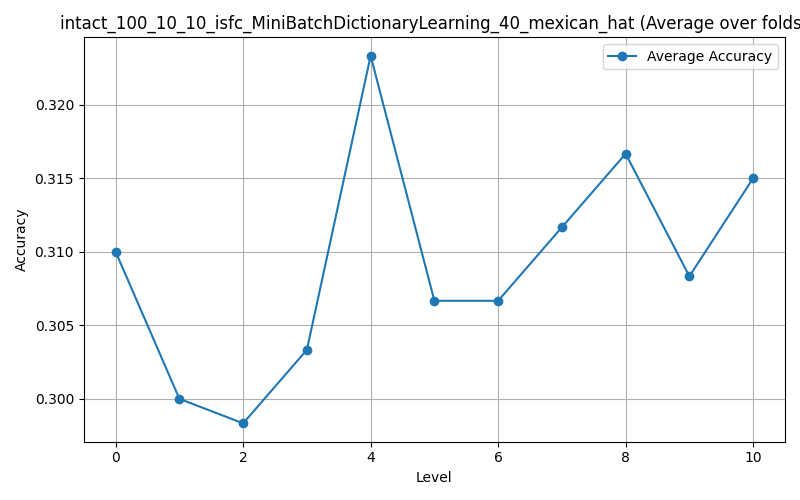 intact_100_10_10_isfc_MiniBatchDictionaryLearning_40_mexican_hat (Average over folds
Average Accuracy
0.320
0.315
0.310
0.305
0.300
Accuracy
0 2 4 6 8 10
Level